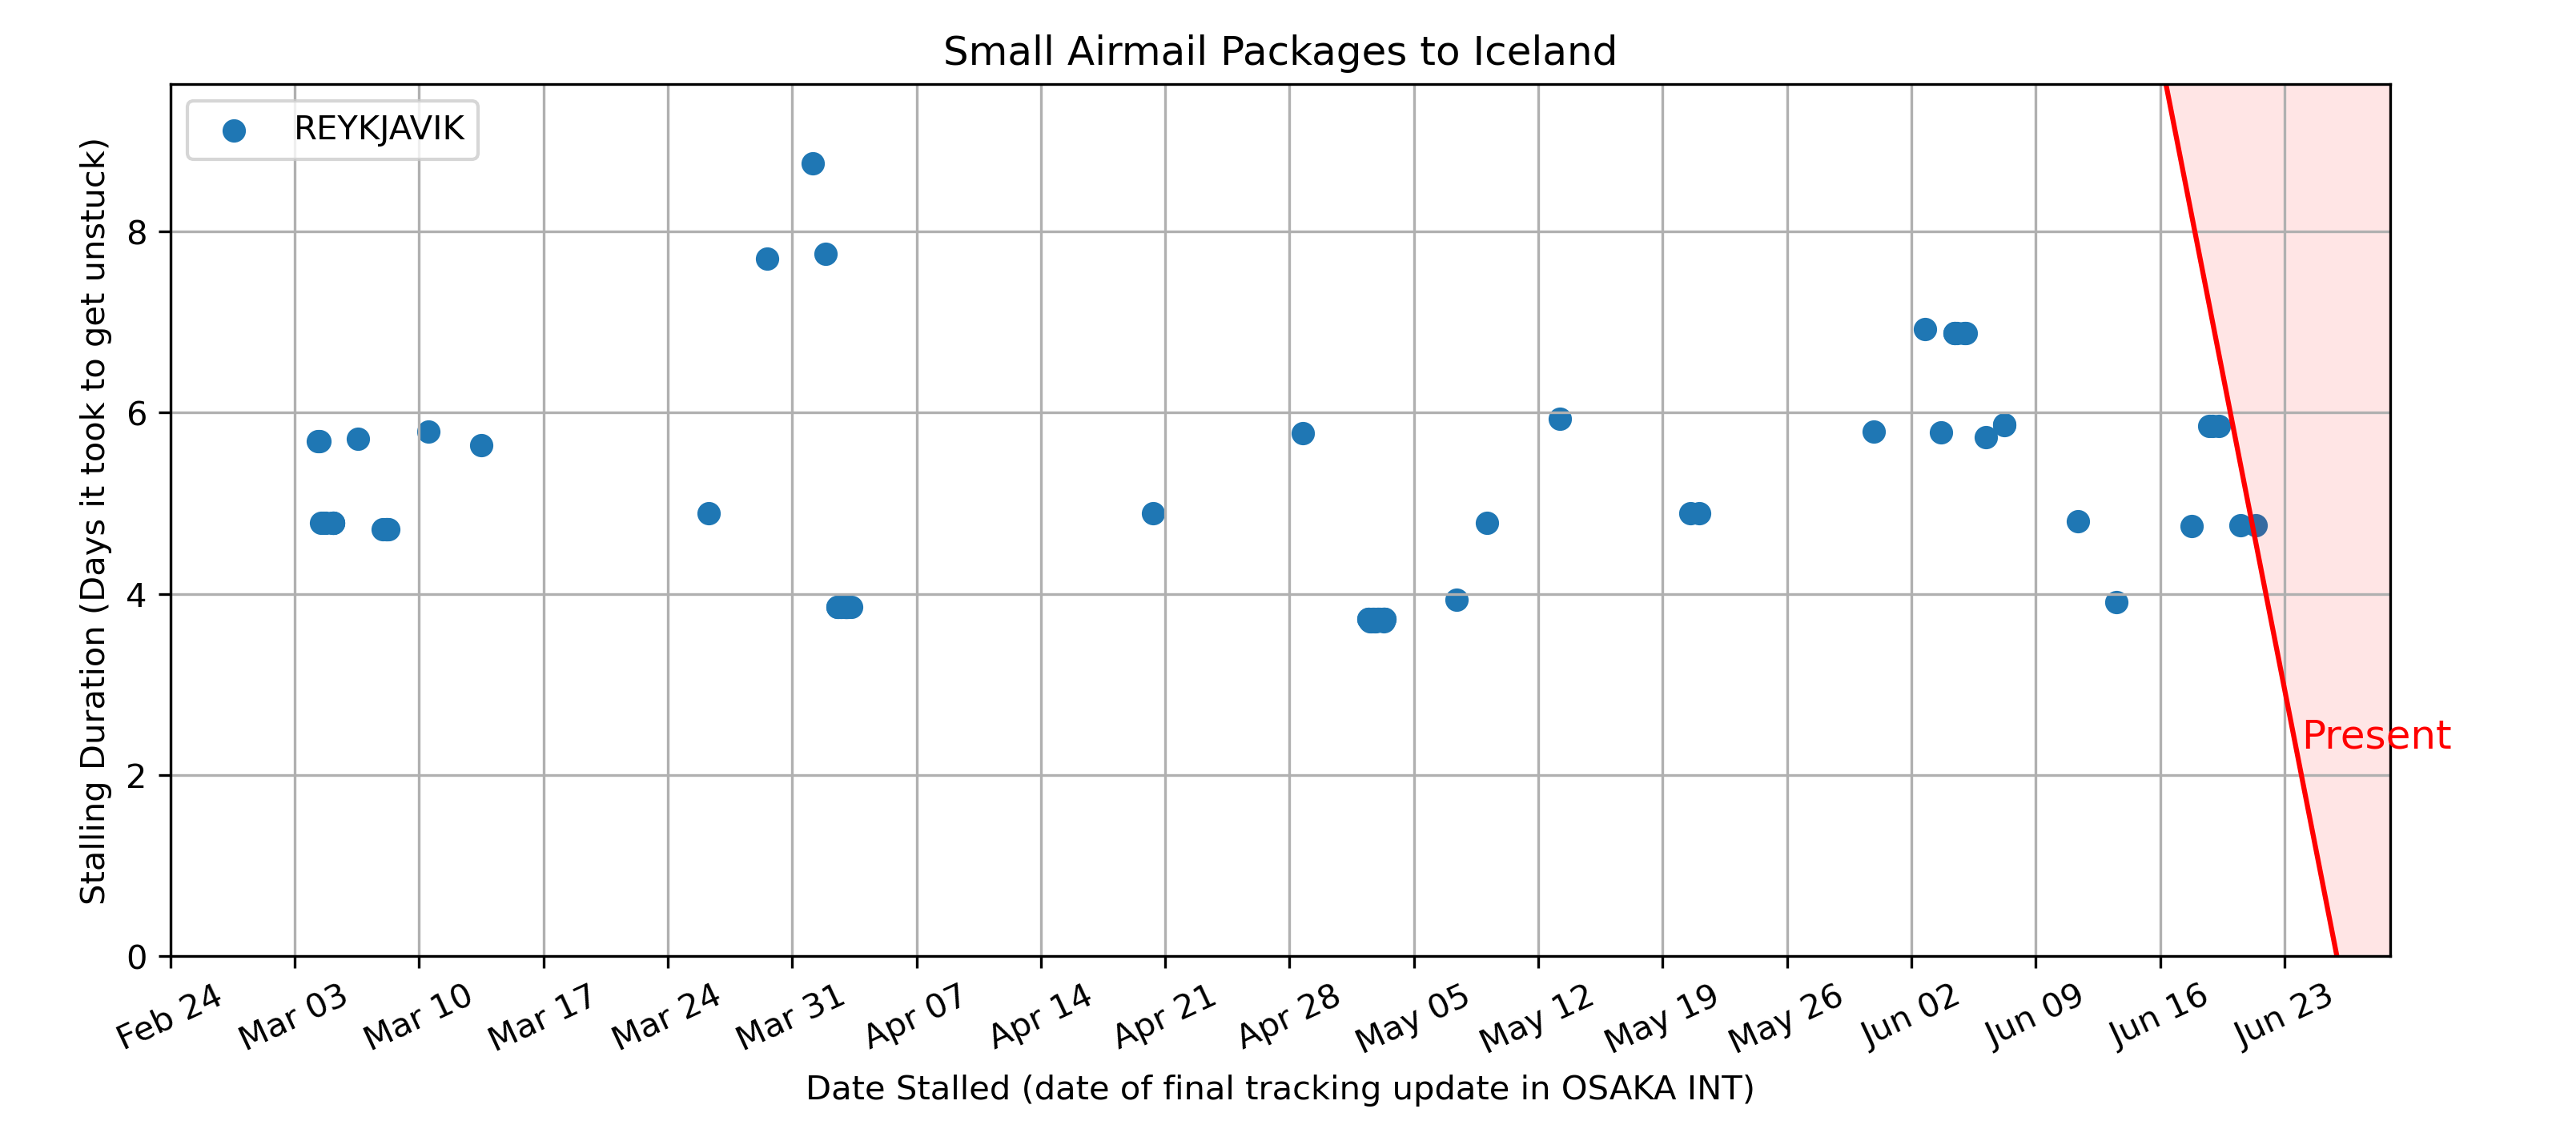 Small Airmail Packages to Iceland
REYKJAVIK
Stalling Duration (Days it took to get unstuck)
8
6
4
2
0
Present
Feb 24
Mar 03
Mar 10
Mar 17
Mar 24
Mar 31
Apr 07
Apr 14
Apr 21
Apr 28
May 05
May 12
May 19
May 26
Jun 02
Jun 09
Jun 16
Jun 23
Date Stalled (date of final tracking update in OSAKA INT)